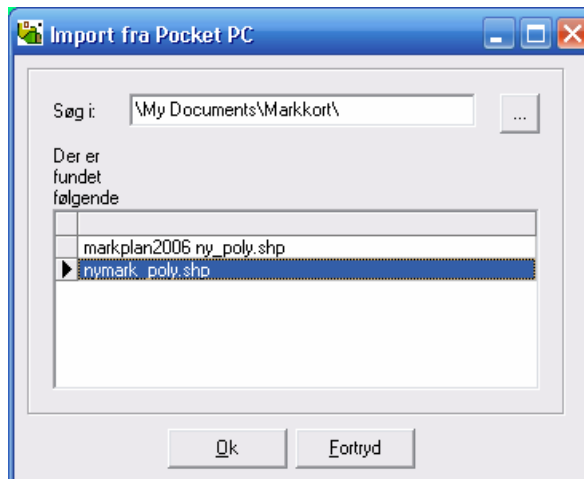 Import fra Pocket PC
Søg i: \My Documents\Markkort\ ...
Der er
fundet
følgende
markplan2006 ny_poly.shp
nymark_poly.shp
Ok Fortryd